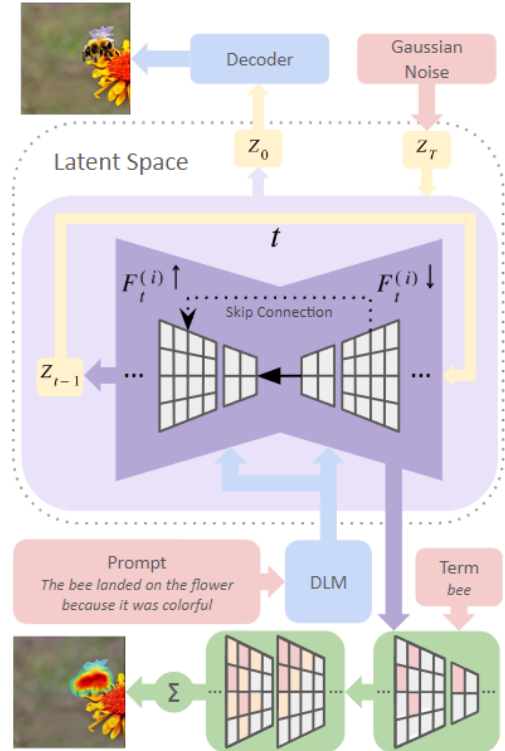 Decoder
Gaussian
Noise
Latent Space
Z_0
Z_T
t
F_t^{(i)}↑
F_t^{(i)}↓
Skip Connection
Z_{t-1}
...
...
Prompt
The bee landed on the flower
because it was colorful
DLM
Term
bee
Σ
...
...
...
...